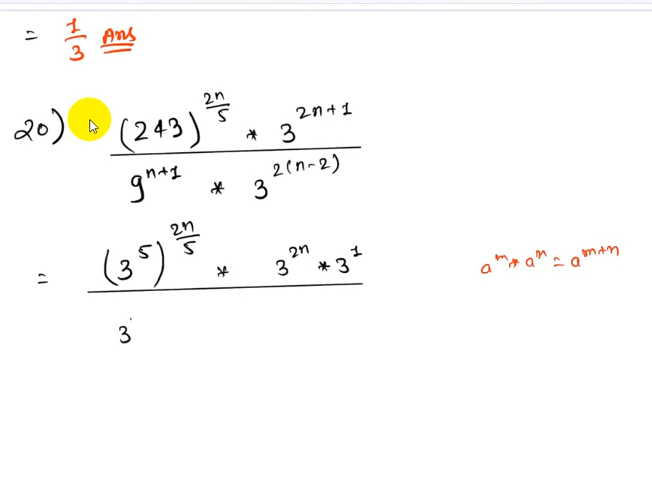 = 1/3 Ans
20) (243)^(2n/5) * 3^(2n+1)
9^(n+1) * 3^(2(n-2))
= (3^5)^(2n/5) * 3^(2n) * 3^1
a^m * a^n = a^(m+n)
3